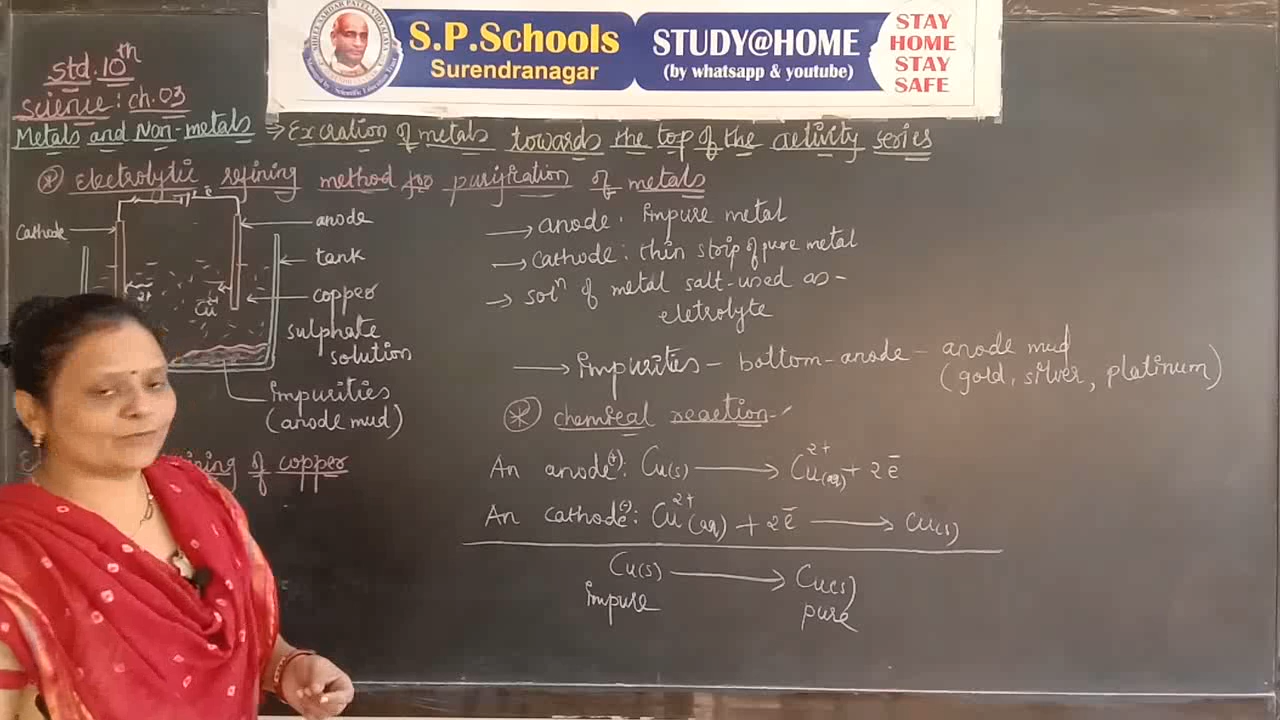 S.P.Schools
Surendranagar
STUDY@HOME
(by whatsapp & youtube)
STAY
HOME
STAY
SAFE
Std. 10th
Science : ch. 03
Metals and Non-metals ⇒ Excration of metals towards the top of the activity series
* Electrolytic refining method for purification of metals
Cathode
anode
tank
copper
sulphate
solution
Impurities
(anode mud)
Cu
ining of copper
→ anode : Impure metal
→ Cathode : thin strip of pure metal
→ solⁿ of metal salt-used as-
eletrolyte
→ Impurites - bottom-anode - anode mud
(gold, silver, platinum)
* chemical reaction-
An anode(+): Cu(s) → Cu²⁺(aq) + 2e⁻
An cathode(-): Cu²⁺(aq) + 2e⁻ → Cu(s)
Cu(s) → Cu(s)
Impure pure